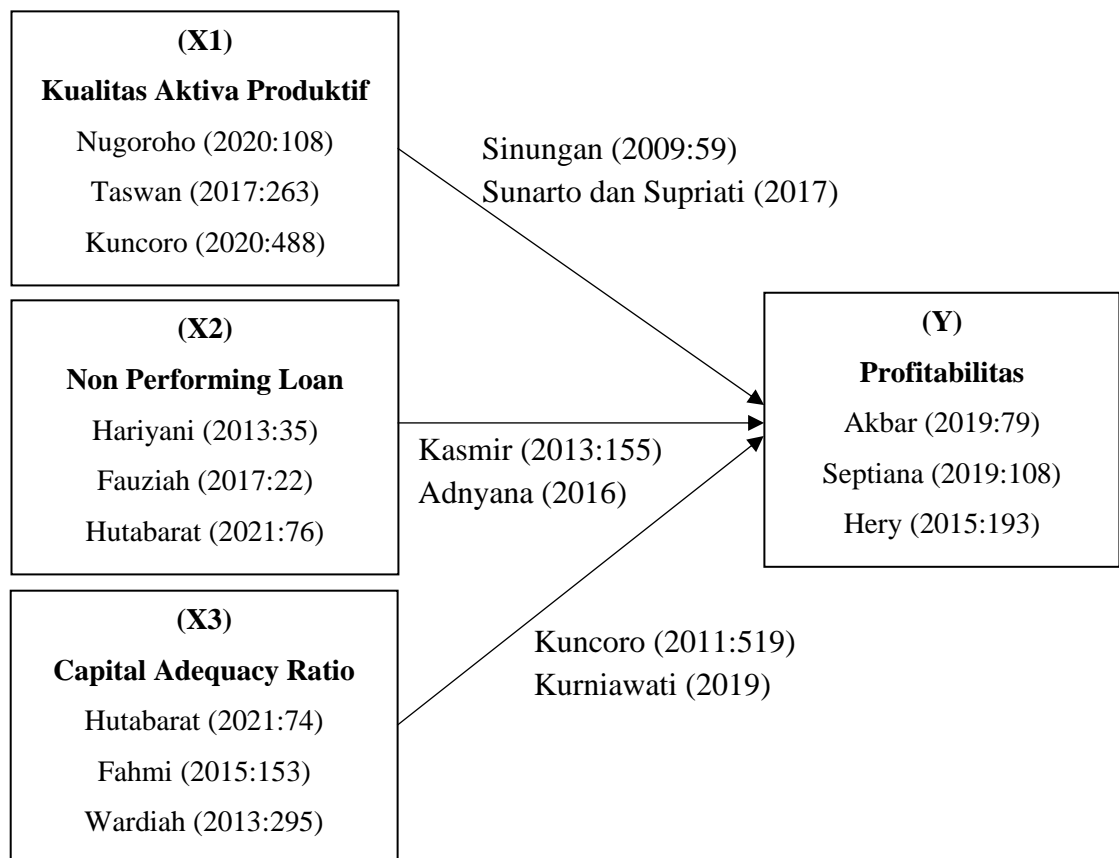 (X1)
Kualitas Aktiva Produktif
Nugoroho (2020:108)
Taswan (2017:263)
Kuncoro (2020:488)
Sinungan (2009:59)
Sunarto dan Supriati (2017)
(X2)
Non Performing Loan
Hariyani (2013:35)
Fauziah (2017:22)
Hutabarat (2021:76)
Kasmir (2013:155)
Adnyana (2016)
(Y)
Profitabilitas
Akbar (2019:79)
Septiana (2019:108)
Hery (2015:193)
(X3)
Capital Adequacy Ratio
Hutabarat (2021:74)
Fahmi (2015:153)
Wardiah (2013:295)
Kuncoro (2011:519)
Kurniawati (2019)